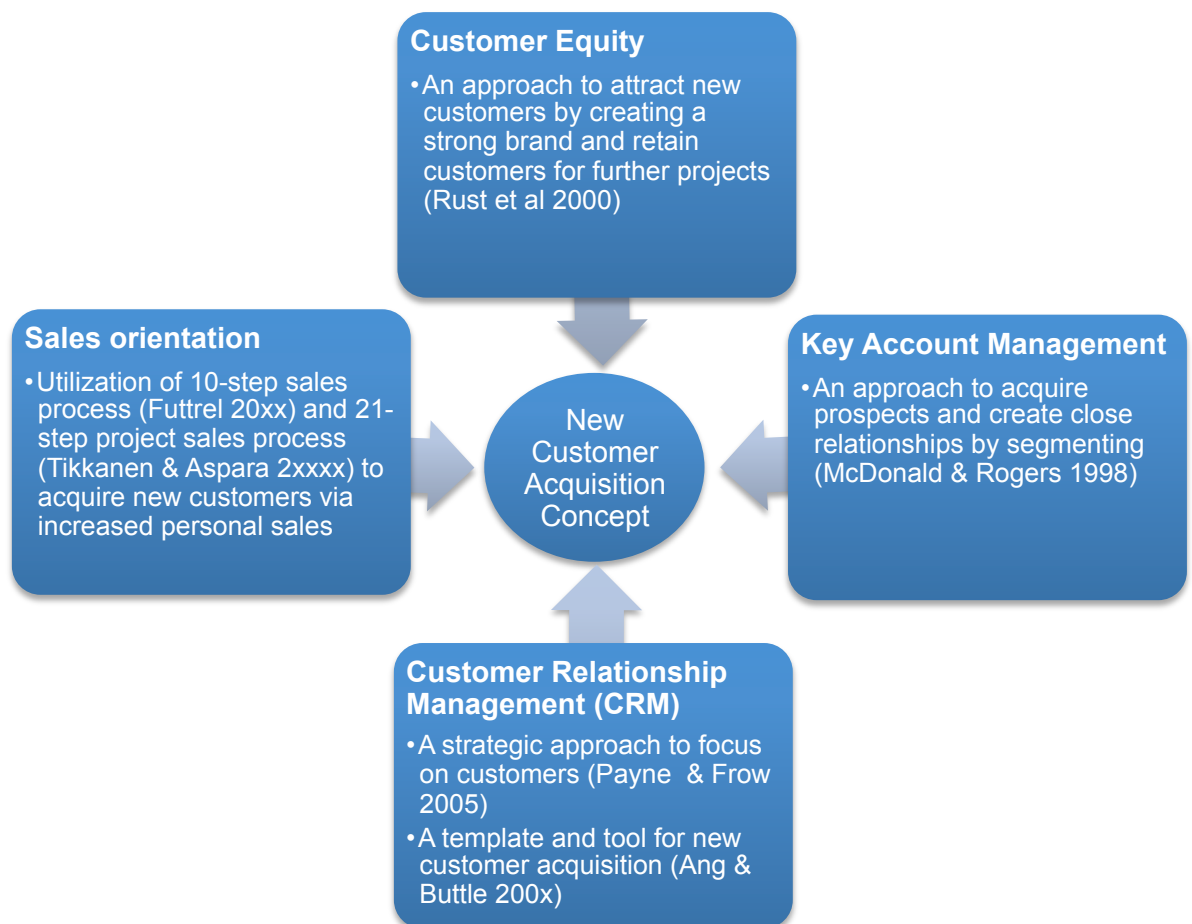 Customer Equity
•An approach to attract new
customers by creating a
strong brand and retain
customers for further projects
(Rust et al 2000)
Sales orientation
•Utilization of 10-step sales
process (Futtrel 20xx) and 21-
step project sales process
(Tikkanen & Aspara 2xxxx) to
acquire new customers via
increased personal sales
New
Customer
Acquisition
Concept
Key Account Management
•An approach to acquire
prospects and create close
relationships by segmenting
(McDonald & Rogers 1998)
Customer Relationship
Management (CRM)
•A strategic approach to focus
on customers (Payne & Frow
2005)
•A template and tool for new
customer acquisition (Ang &
Buttle 200x)